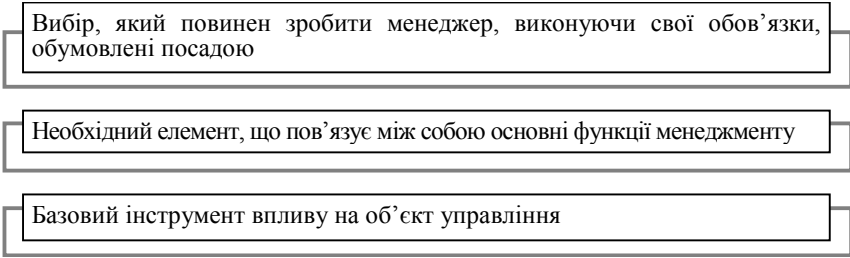 Вибір, який повинен зробити менеджер, виконуючи свої обов’язки,
обумовлені посадою
Необхідний елемент, що пов’язує між собою основні функції менеджменту
Базовий інструмент впливу на об’єкт управління